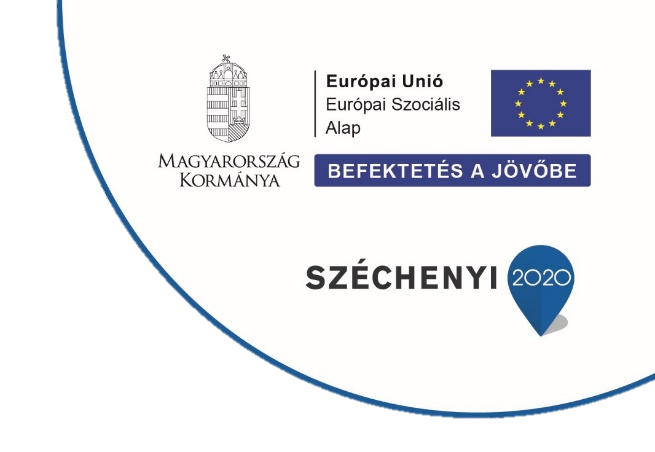 MAGYARORSZÁG
KORMÁNYA
Európai Unió
Európai Szociális
Alap
BEFEKTETÉS A JÖVŐBE
SZÉCHENYI 2020